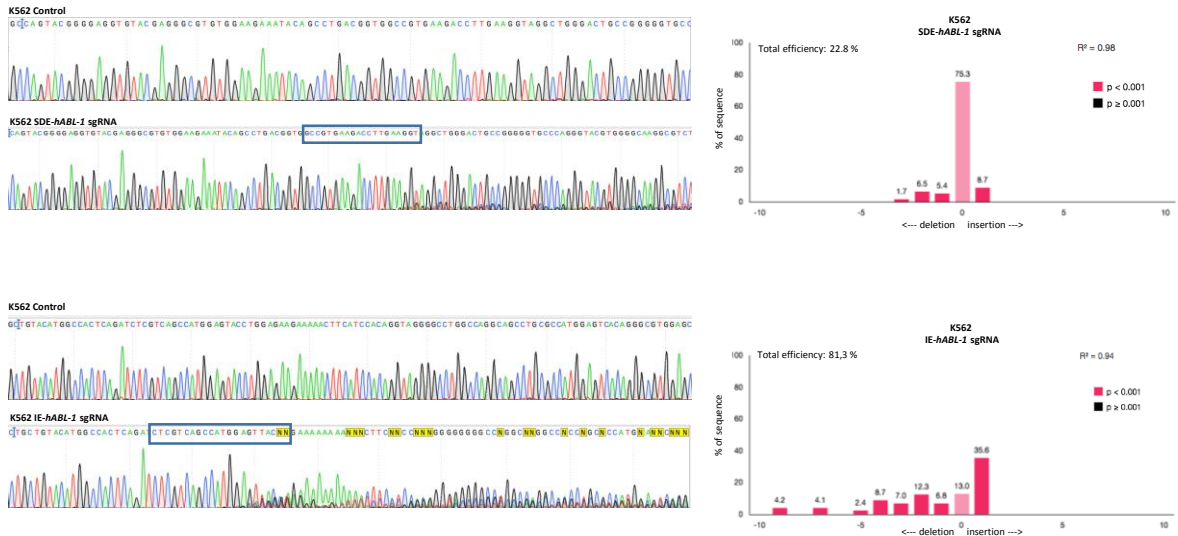 K562 Control
GCCAGTACGGGGAGGTGTACGAGGGCGTGTGGAAGAAATACAGCCTGACGGTGGCCGTGAAGACCTTGAAGGTAGGCTGGGACTGCCGGGGGTGCC
K562 SDE-hABL-1 sgRNA
CAGTACGGGGAGGTGTACGAGGGCGTGTGGAAGAAATACAGCCTGACGGTGGCCGTGAAGACCTTGAAGGTAGGCTGGGACTGCCGGGGGTGCCCAGGGTACGTGGGGCAAGGCGTCT
K562
SDE-hABL-1 sgRNA
Total efficiency: 22.8 %
R² = 0.98
p < 0.001
p ≥ 0.001
% of sequence
100
80
60
40
20
0
1.7
6.5
5.4
75.3
8.7
-10
-5
0
5
10
<--- deletion insertion --->
K562 Control
GCTGTACATGGCCACTCAGATCTCGTCAGCCATGGAGTACCTGGAGAAGAAAAACTTCATCCACAGGTAGGGGCCTGGCCAGGCAGCCTGCGCCATGGAGTCACAGGGCGTGGAGC
K562 IE-hABL-1 sgRNA
CTGCTGTACATGGCCACTCAGATCTCGTCAGCCATGGAGTTACNNGAAAAAAAANNNCTTCNNCCNNNGGGGGGGGCCNGGCNNGGCCNCCNGCNCCATGNANNCNNN
K562
IE-hABL-1 sgRNA
Total efficiency: 81,3 %
R² = 0.94
p < 0.001
p ≥ 0.001
% of sequence
100
80
60
40
20
0
4.2
4.1
2.4
8.7
7.0
12.3
6.8
13.0
35.6
-10
-5
0
5
10
<--- deletion insertion --->